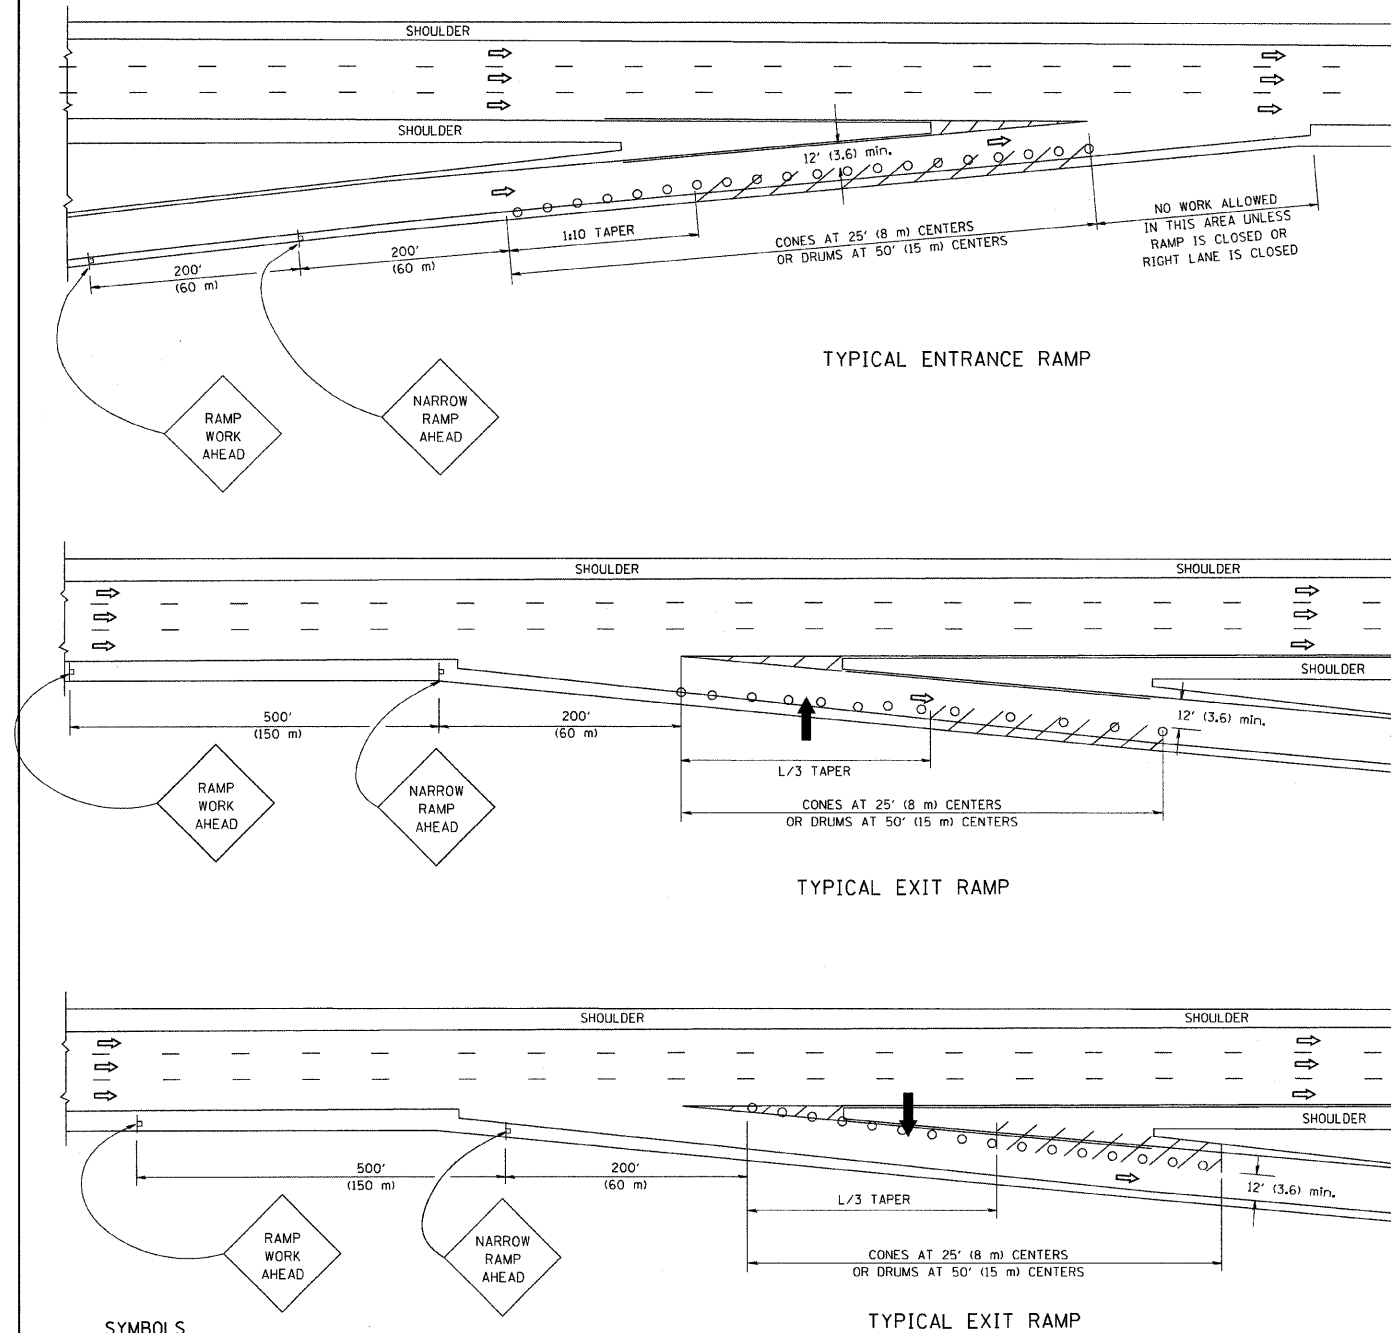 SHOULDER
SHOULDER
12' (3.6) min.
1:10 TAPER
CONES AT 25' (8 m) CENTERS
OR DRUMS AT 50' (15 m) CENTERS
NO WORK ALLOWED
IN THIS AREA UNLESS
RAMP IS CLOSED OR
RIGHT LANE IS CLOSED
200'
(60 m)
200'
(60 m)
TYPICAL ENTRANCE RAMP
RAMP
WORK
AHEAD
NARROW
RAMP
AHEAD
SHOULDER
SHOULDER
SHOULDER
500'
(150 m)
200'
(60 m)
12' (3.6) min.
L/3 TAPER
CONES AT 25' (8 m) CENTERS
OR DRUMS AT 50' (15 m) CENTERS
RAMP
WORK
AHEAD
NARROW
RAMP
AHEAD
TYPICAL EXIT RAMP
SHOULDER
SHOULDER
SHOULDER
500'
(150 m)
200'
(60 m)
12' (3.6) min.
L/3 TAPER
CONES AT 25' (8 m) CENTERS
OR DRUMS AT 50' (15 m) CENTERS
RAMP
WORK
AHEAD
NARROW
RAMP
AHEAD
TYPICAL EXIT RAMP
SYMBOLS